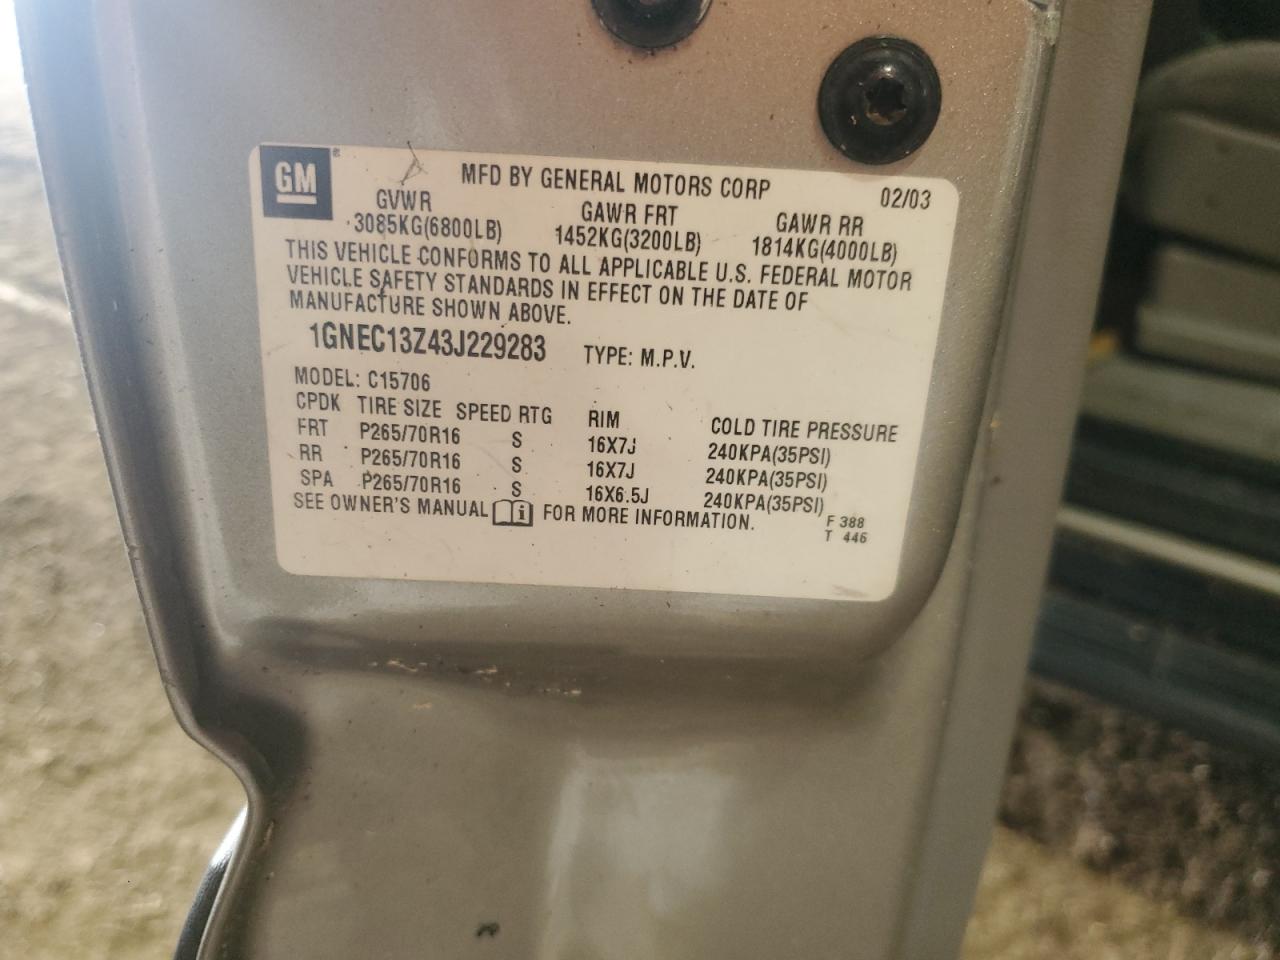 GM®
MFD BY GENERAL MOTORS CORP 02/03
GVWR GAWR FRT GAWR RR
3085KG(6800LB) 1452KG(3200LB) 1814KG(4000LB)
THIS VEHICLE CONFORMS TO ALL APPLICABLE U.S. FEDERAL MOTOR
VEHICLE SAFETY STANDARDS IN EFFECT ON THE DATE OF
MANUFACTURE SHOWN ABOVE.
1GNEC13Z43J229283 TYPE: M.P.V.
MODEL: C15706
CPDK TIRE SIZE SPEED RTG RIM COLD TIRE PRESSURE
FRT P265/70R16 S 16X7J 240KPA(35PSI)
RR P265/70R16 S 16X7J 240KPA(35PSI)
SPA P265/70R16 S 16X6.5J 240KPA(35PSI)
SEE OWNER'S MANUAL i FOR MORE INFORMATION.
F 388
T 446